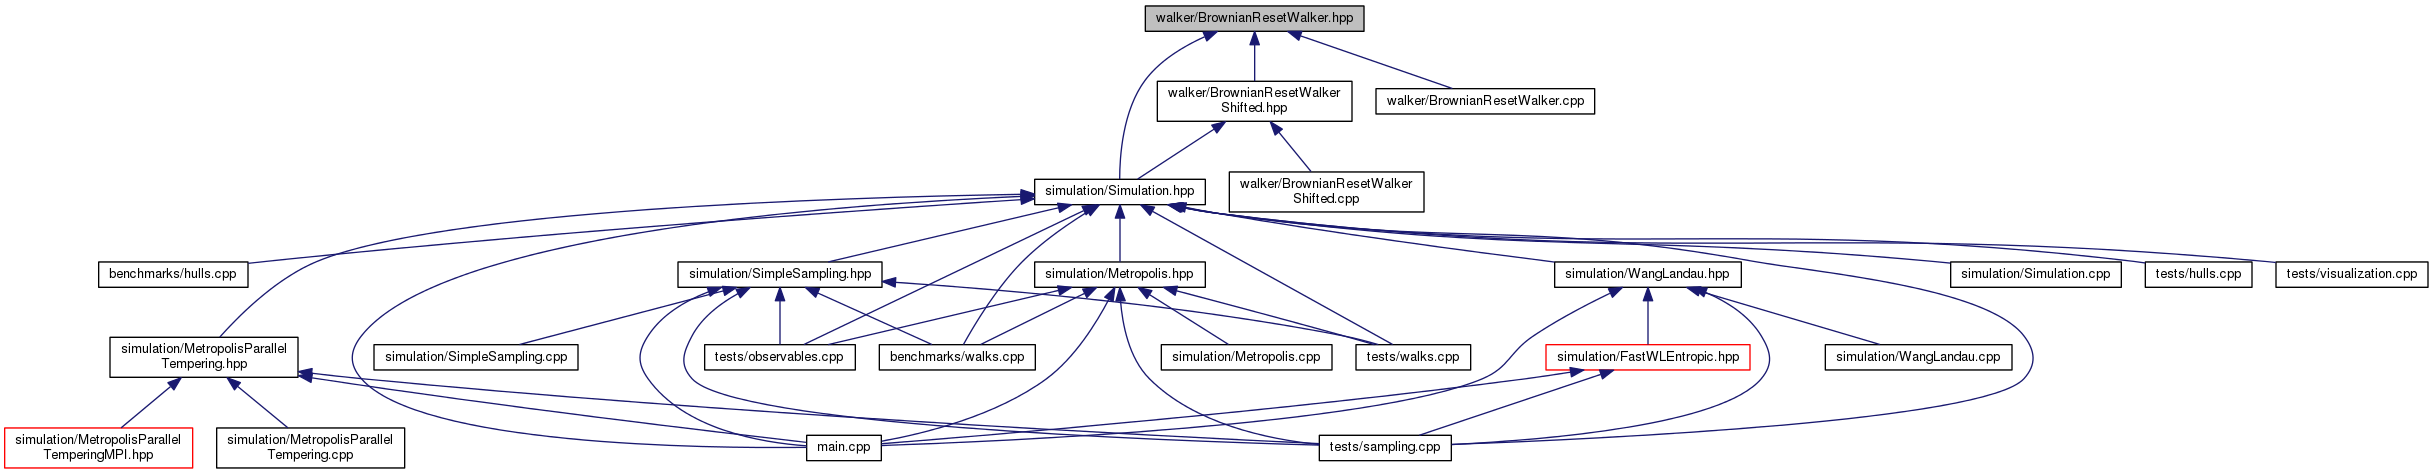 walker/BrownianResetWalker.hpp
walker/BrownianResetWalker
Shifted.hpp
walker/BrownianResetWalker.cpp
simulation/Simulation.hpp
walker/BrownianResetWalker
Shifted.cpp
benchmarks/hulls.cpp
simulation/SimpleSampling.hpp
simulation/Metropolis.hpp
simulation/WangLandau.hpp
simulation/Simulation.cpp
tests/hulls.cpp
tests/visualization.cpp
simulation/MetropolisParallel
Tempering.hpp
simulation/SimpleSampling.cpp
tests/observables.cpp
benchmarks/walks.cpp
simulation/Metropolis.cpp
tests/walks.cpp
simulation/FastWLEntropic.hpp
simulation/WangLandau.cpp
simulation/MetropolisParallel
TemperingMPI.hpp
simulation/MetropolisParallel
Tempering.cpp
main.cpp
tests/sampling.cpp